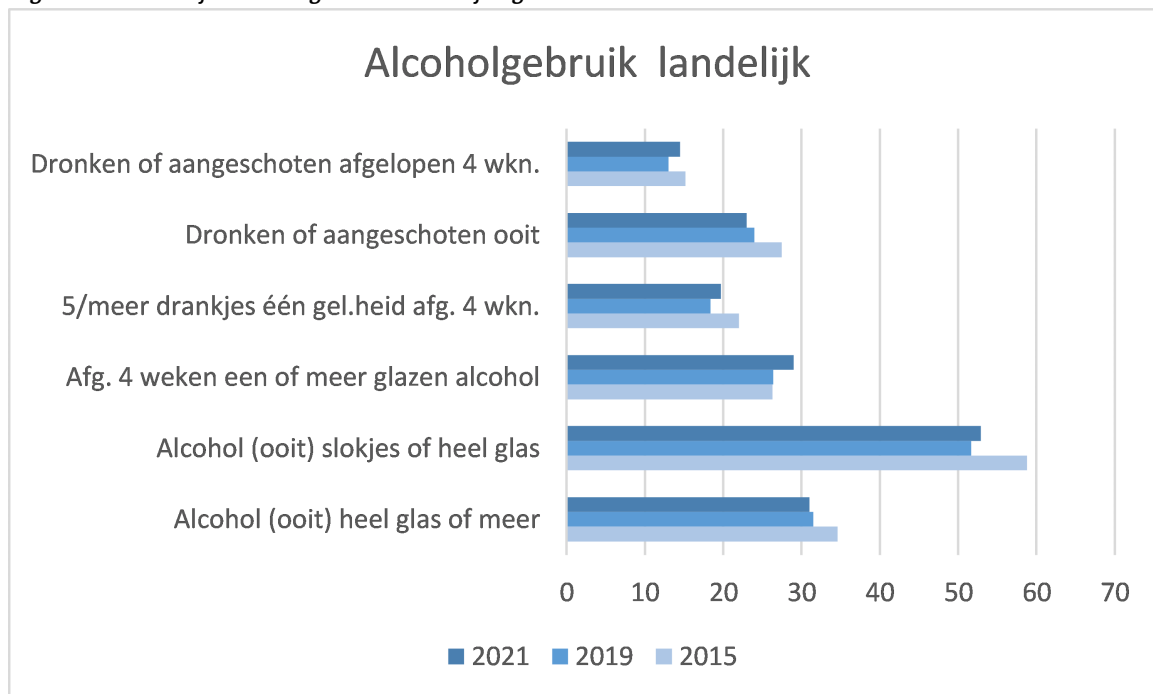 Alcoholgebruik landelijk
Dronken of aangeschoten afgelopen 4 wkn.
Dronken of aangeschoten ooit
5/meer drankjes één gel.heid afg. 4 wkn.
Afg. 4 weken een of meer glazen alcohol
Alcohol (ooit) slokjes of heel glas
Alcohol (ooit) heel glas of meer
0 10 20 30 40 50 60 70
2021 2019 2015